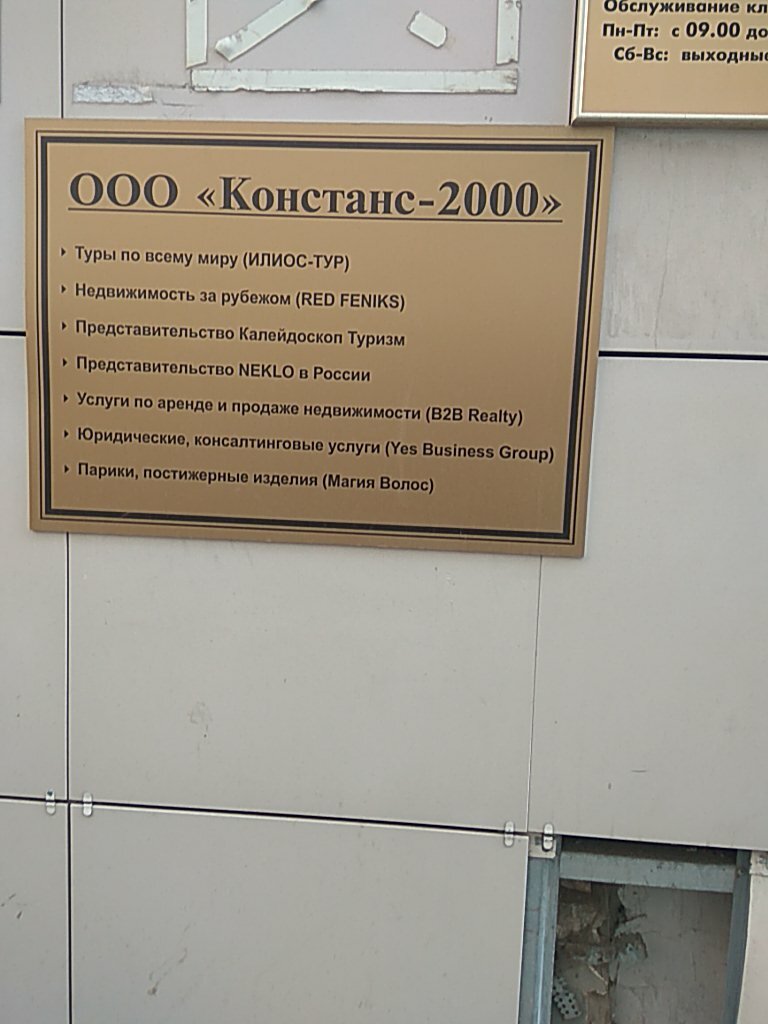 Обслуживание кл
Пн-Пт: с 09.00 до
Сб-Вс: выходные
ООО «Констанс-2000»
Туры по всему миру (ИЛИОС-ТУР)
Недвижимость за рубежом (RED FENIKS)
Представительство Калейдоскоп Туризм
Представительство NEKLO в России
Услуги по аренде и продаже недвижимости (B2B Realty)
Юридические, консалтинговые услуги (Yes Business Group)
Парики, постижерные изделия (Магия Волос)